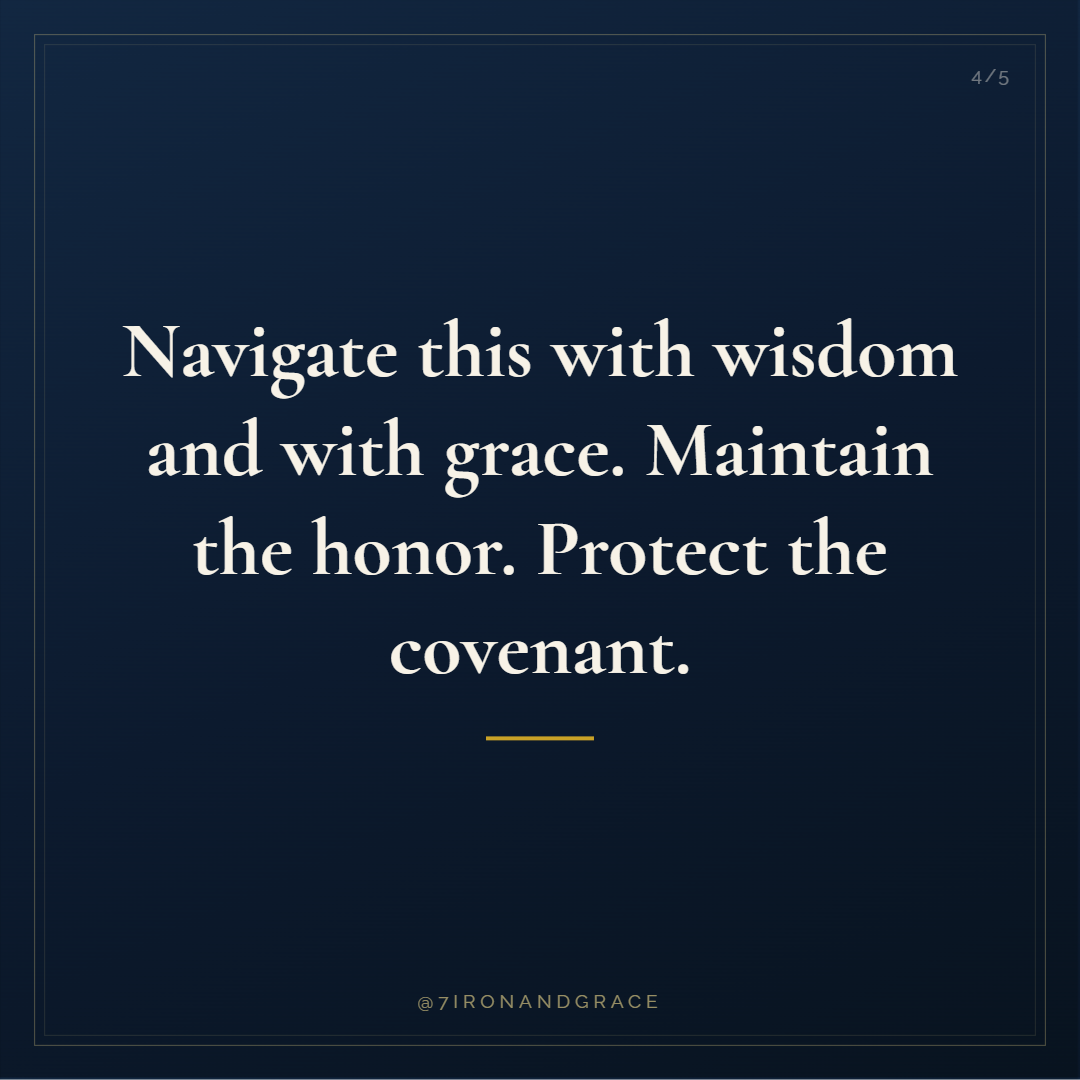 4/5
Navigate this with wisdom
and with grace. Maintain
the honor. Protect the
covenant.
@7IRONANDGRACE